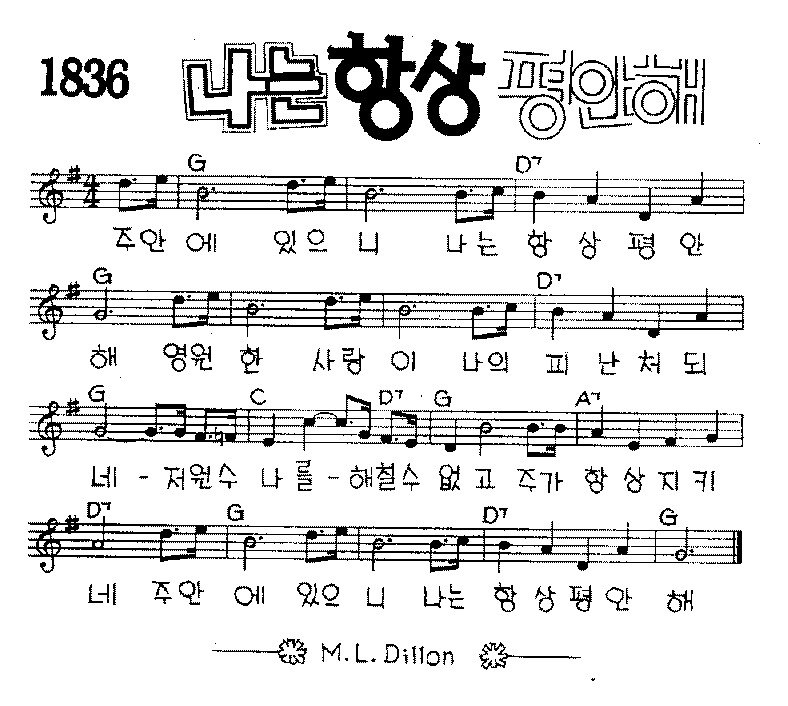 1836 나는 항상 평안해
G D7
주안 에 있으 니 나는 항 상 평 안
G D7
해 영원 한 사랑 이 나의 피 난 처 되
G C D7 G A7
네 - 저원수 나 를 - 해철수 없 고 주가 항 상 지 키
D7 G D7 G
네 주안 에 있으 니 나는 항 상 평 안 해
M.L.Dillon